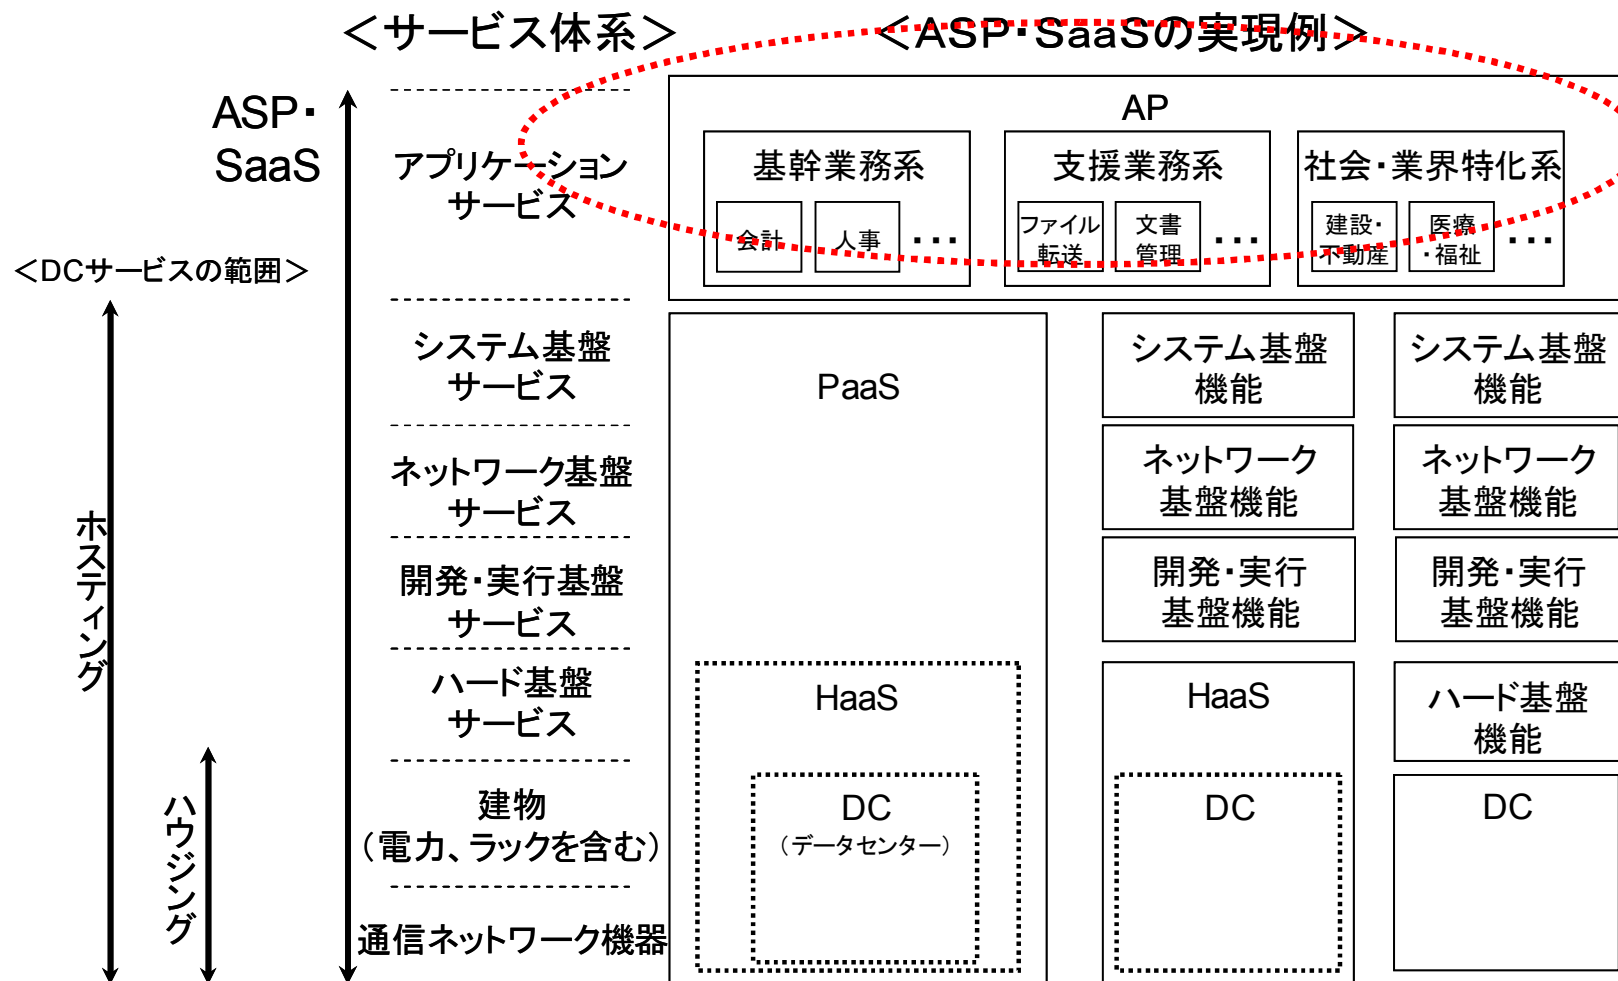 ＜サービス体系＞
＜ASP・SaaSの実現例＞
ASP・
SaaS
＜DCサービスの範囲＞
ホスティング
ハウジング
アプリケーション
サービス
システム基盤
サービス
ネットワーク基盤
サービス
開発・実行基盤
サービス
ハード基盤
サービス
建物
（電力、ラックを含む）
通信ネットワーク機器
AP
基幹業務系
会計
人事
・・・
支援業務系
ファイル
転送
文書
管理
・・・
社会・業界特化系
建設・
不動産
医療
・福祉
・・・
PaaS
HaaS
DC
（データセンター）
システム基盤
機能
ネットワーク
基盤機能
開発・実行
基盤機能
HaaS
DC
システム基盤
機能
ネットワーク
基盤機能
開発・実行
基盤機能
ハード基盤
機能
DC